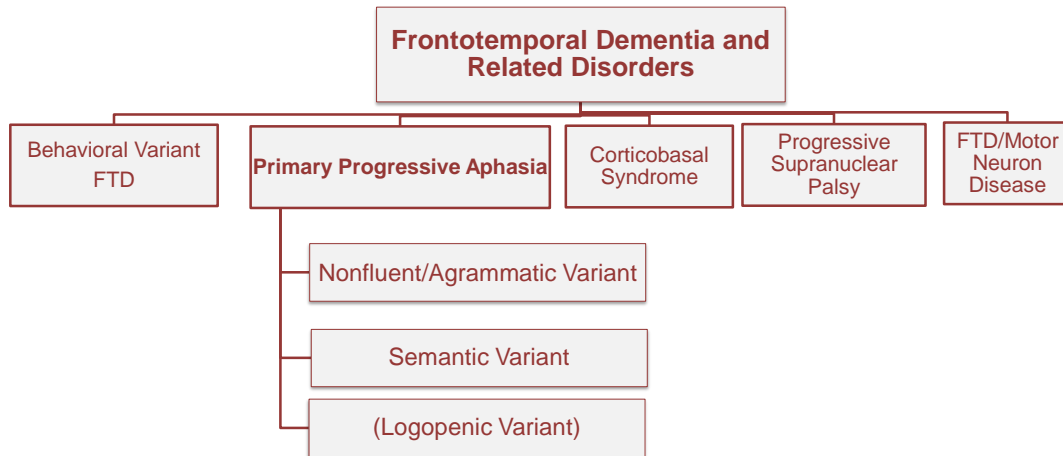 Frontotemporal Dementia and
Related Disorders
Behavioral Variant
FTD
Primary Progressive Aphasia
Corticobasal
Syndrome
Progressive
Supranuclear
Palsy
FTD/Motor
Neuron
Disease
Nonfluent/Agrammatic Variant
Semantic Variant
(Logopenic Variant)